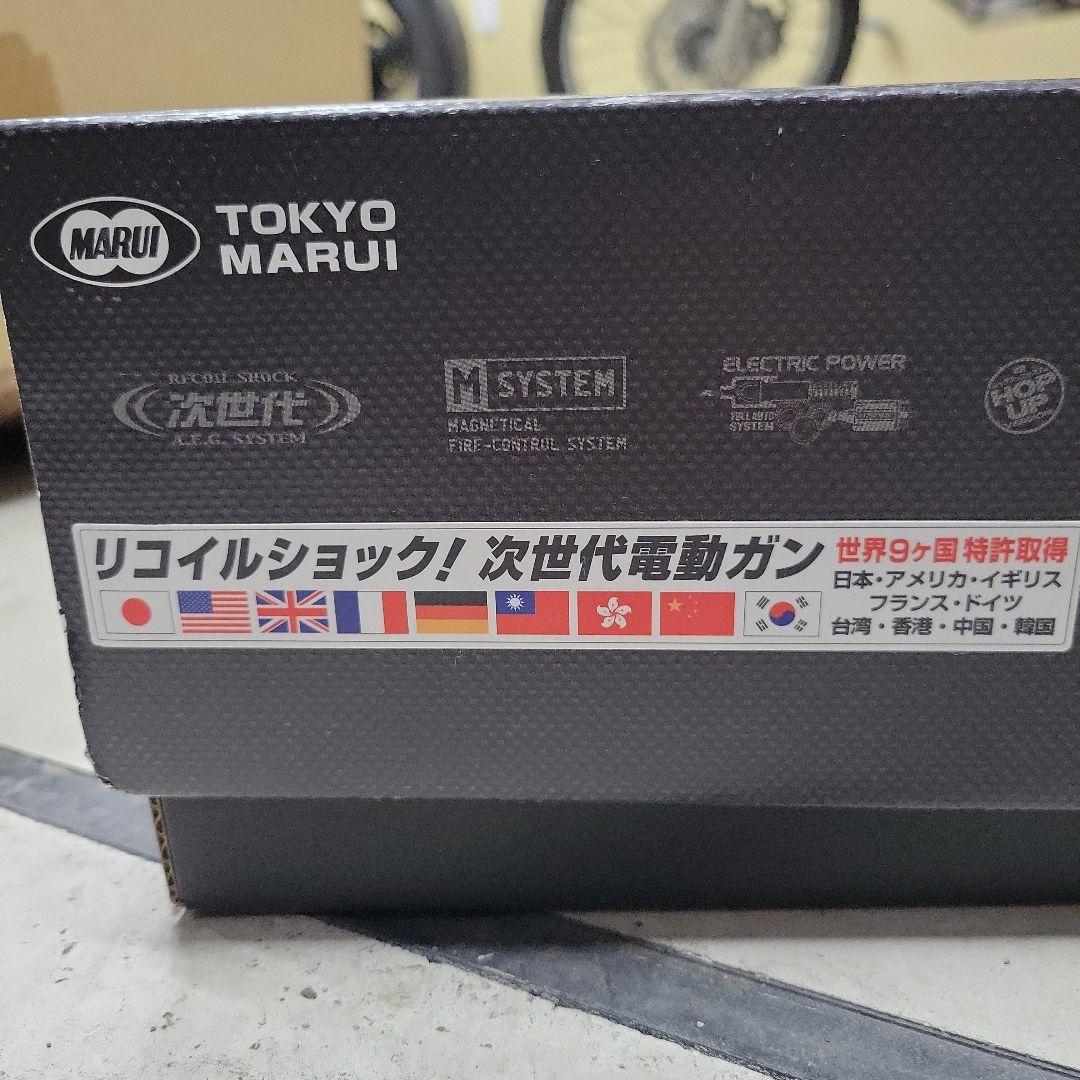 MARUI
TOKYO
MARUI
RECOIL SHOCK
次世代
A.E.G. SYSTEM
M SYSTEM
MAGNETICAL
FIRE-CONTROL SYSTEM
ELECTRIC POWER
FULL AUTO
SYSTEM
HOP
UP
リコイルショック! 次世代電動ガン
世界9ヶ国 特許取得
日本・アメリカ・イギリス
フランス・ドイツ
台湾・香港・中国・韓国